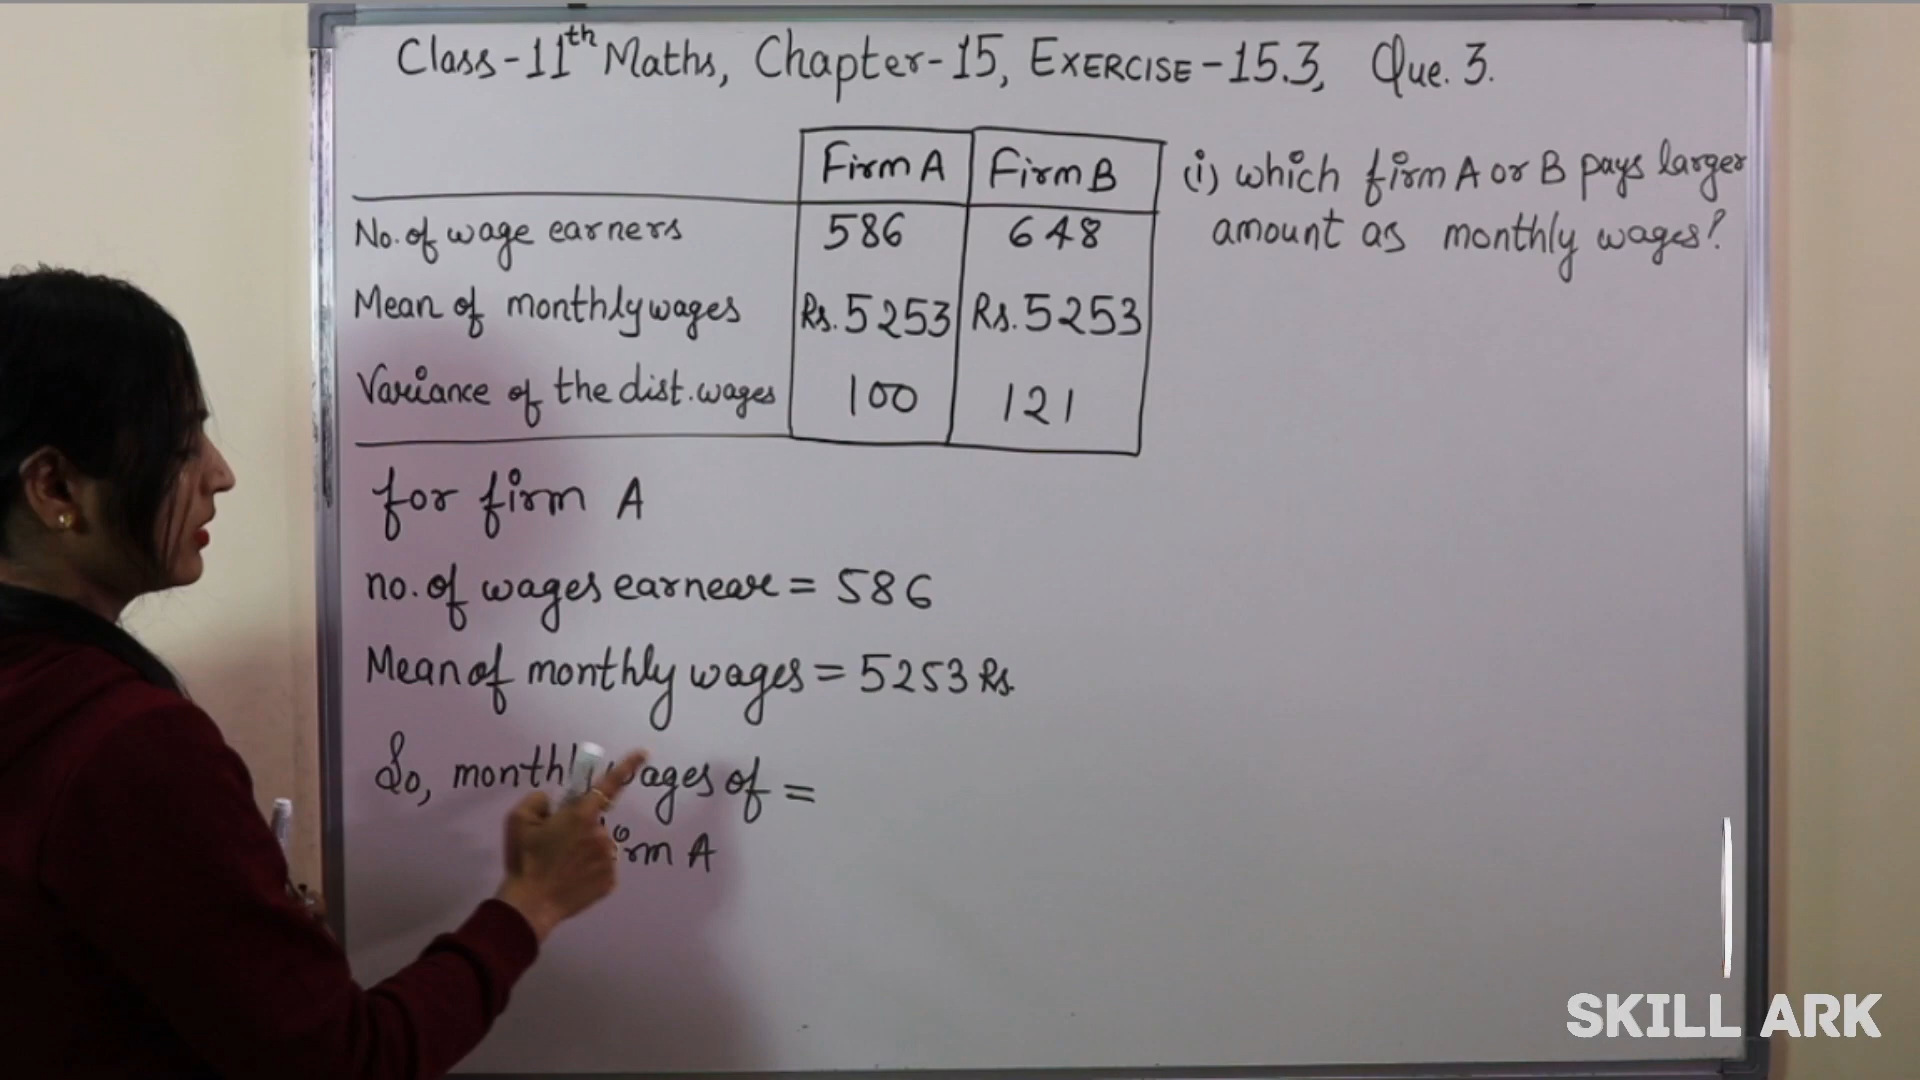 Class-11th Maths, Chapter-15, EXERCISE-15.3, Que. 3.
Firm A Firm B
No. of wage earners 586 648
Mean of monthly wages Rs. 5253 Rs. 5253
Variance of the dist. wages 100 121
(i) which firm A or B pays larger
amount as monthly wages?
for firm A
no. of wages earneare = 586
Mean of monthly wages = 5253 Rs.
So, monthly wages of =
firm A
SKILL ARK